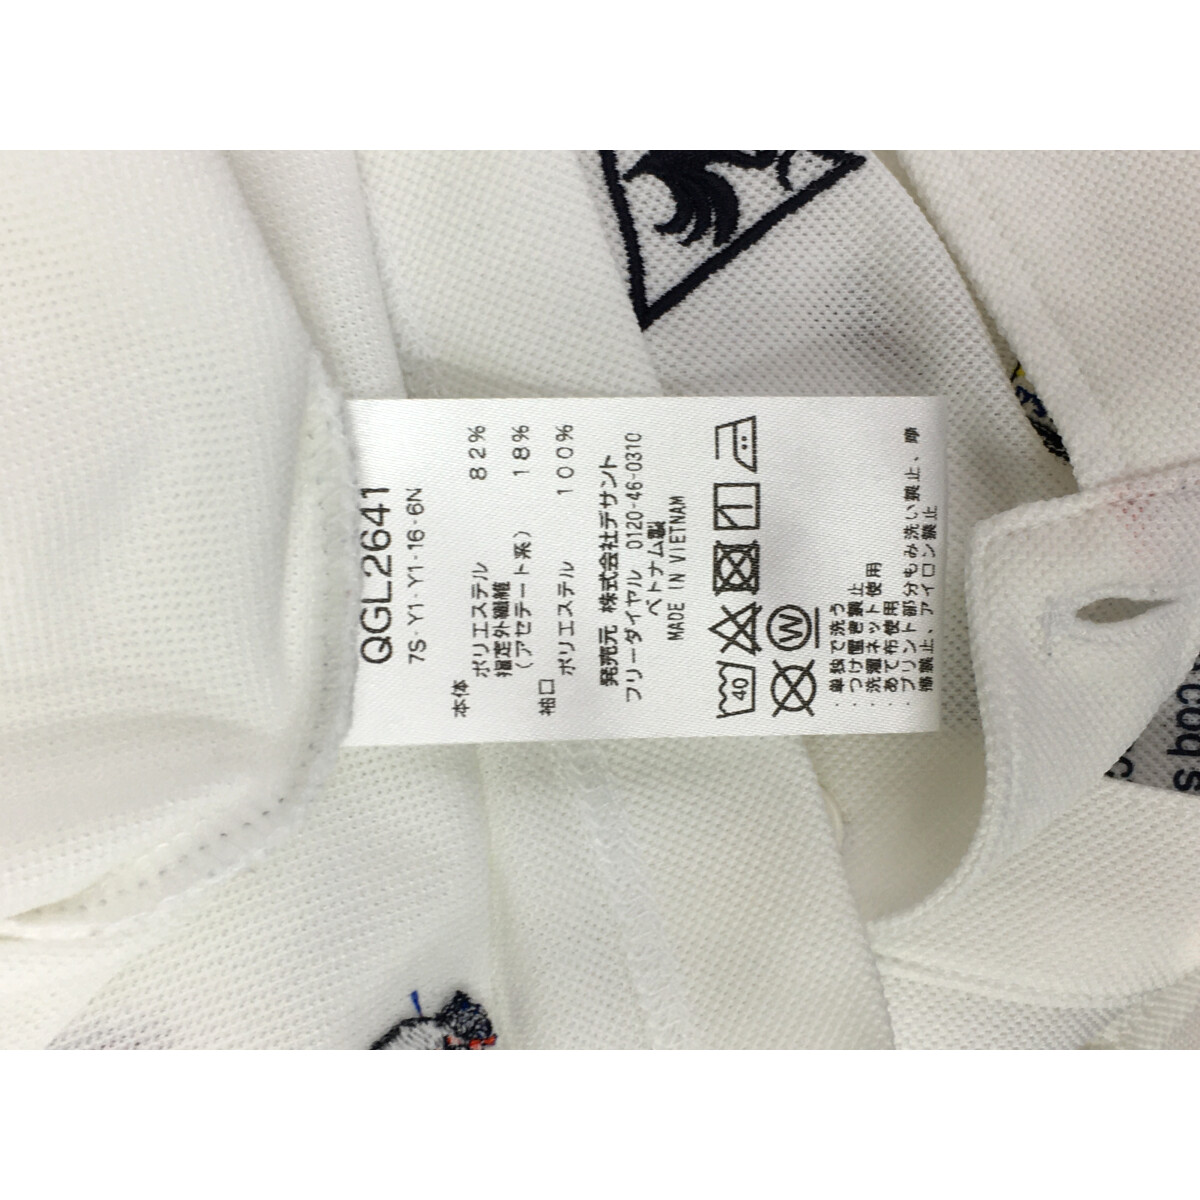 QGL2641
7S-Y1-Y1-16-6N
本体
ポリエステル 82%
指定外繊維
(アセテート系) 18%
袖口
ポリエステル 100%
発売元 株式会社デサント
フリーダイヤル 0120-46-0310
ベトナム製
MADE IN VIETNAM
40
W
・単独で洗う
・つけ置き禁止
・洗濯ネット使用
・あて布使用
・プリント部分もみ洗い禁止、摩
擦禁止、アイロン禁止